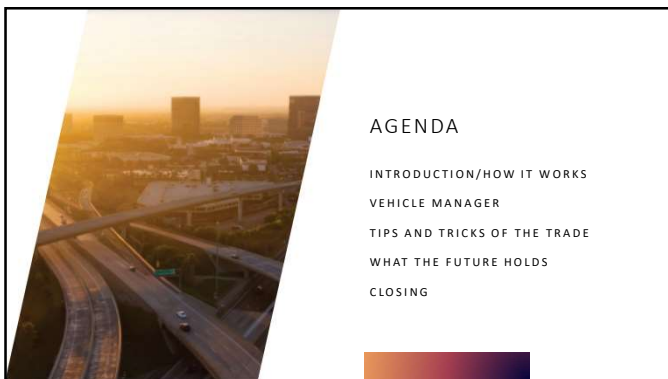 AGENDA
INTRODUCTION/HOW IT WORKS
VEHICLE MANAGER
TIPS AND TRICKS OF THE TRADE
WHAT THE FUTURE HOLDS
CLOSING